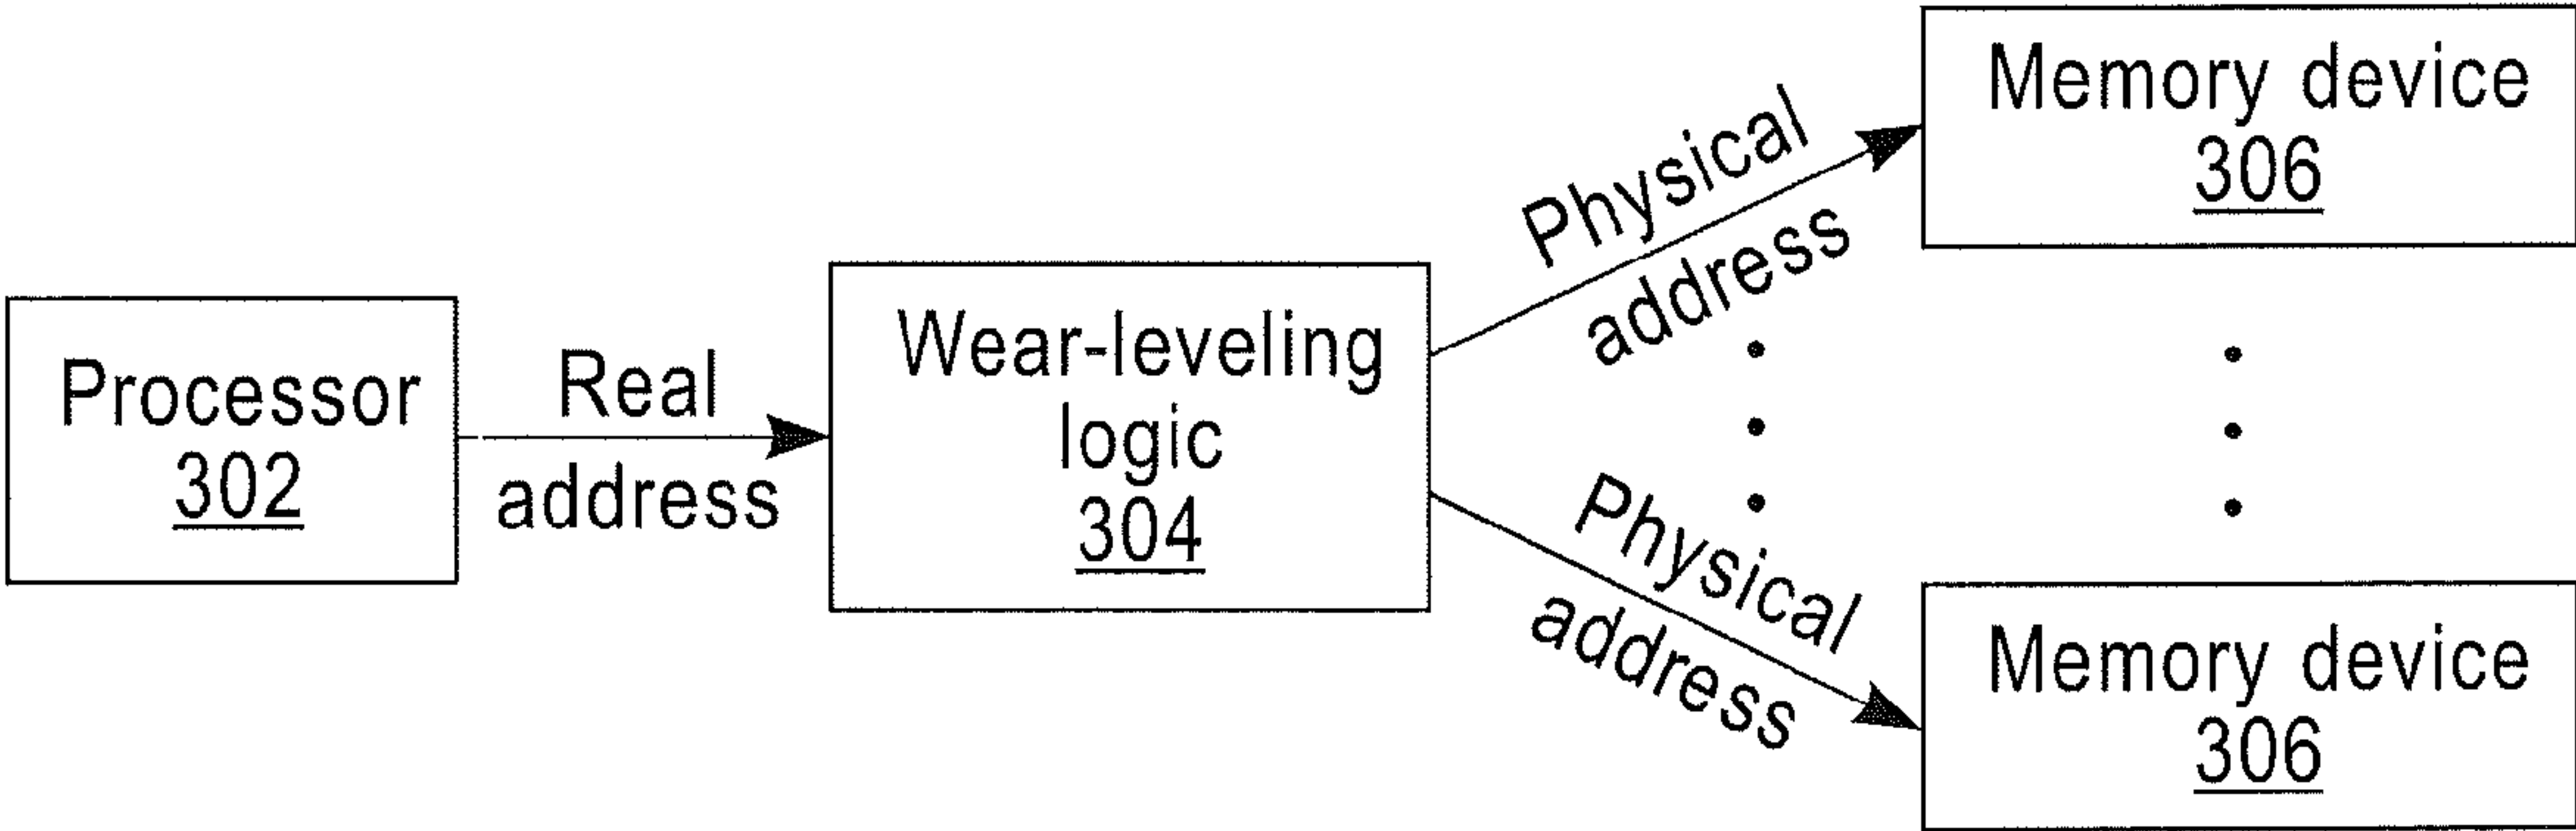 Processor
302
Real
address
Wear-leveling
logic
304
Physical
address
Physical
address
Memory device
306
Memory device
306